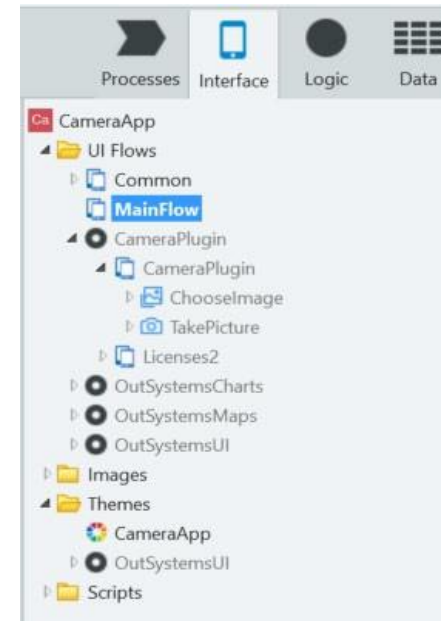 Processes Interface Logic Data
Ca CameraApp
UI Flows
Common
MainFlow
CameraPlugin
CameraPlugin
ChooseImage
TakePicture
Licenses2
OutSystemsCharts
OutSystemsMaps
OutSystemsUI
Images
Themes
CameraApp
OutSystemsUI
Scripts